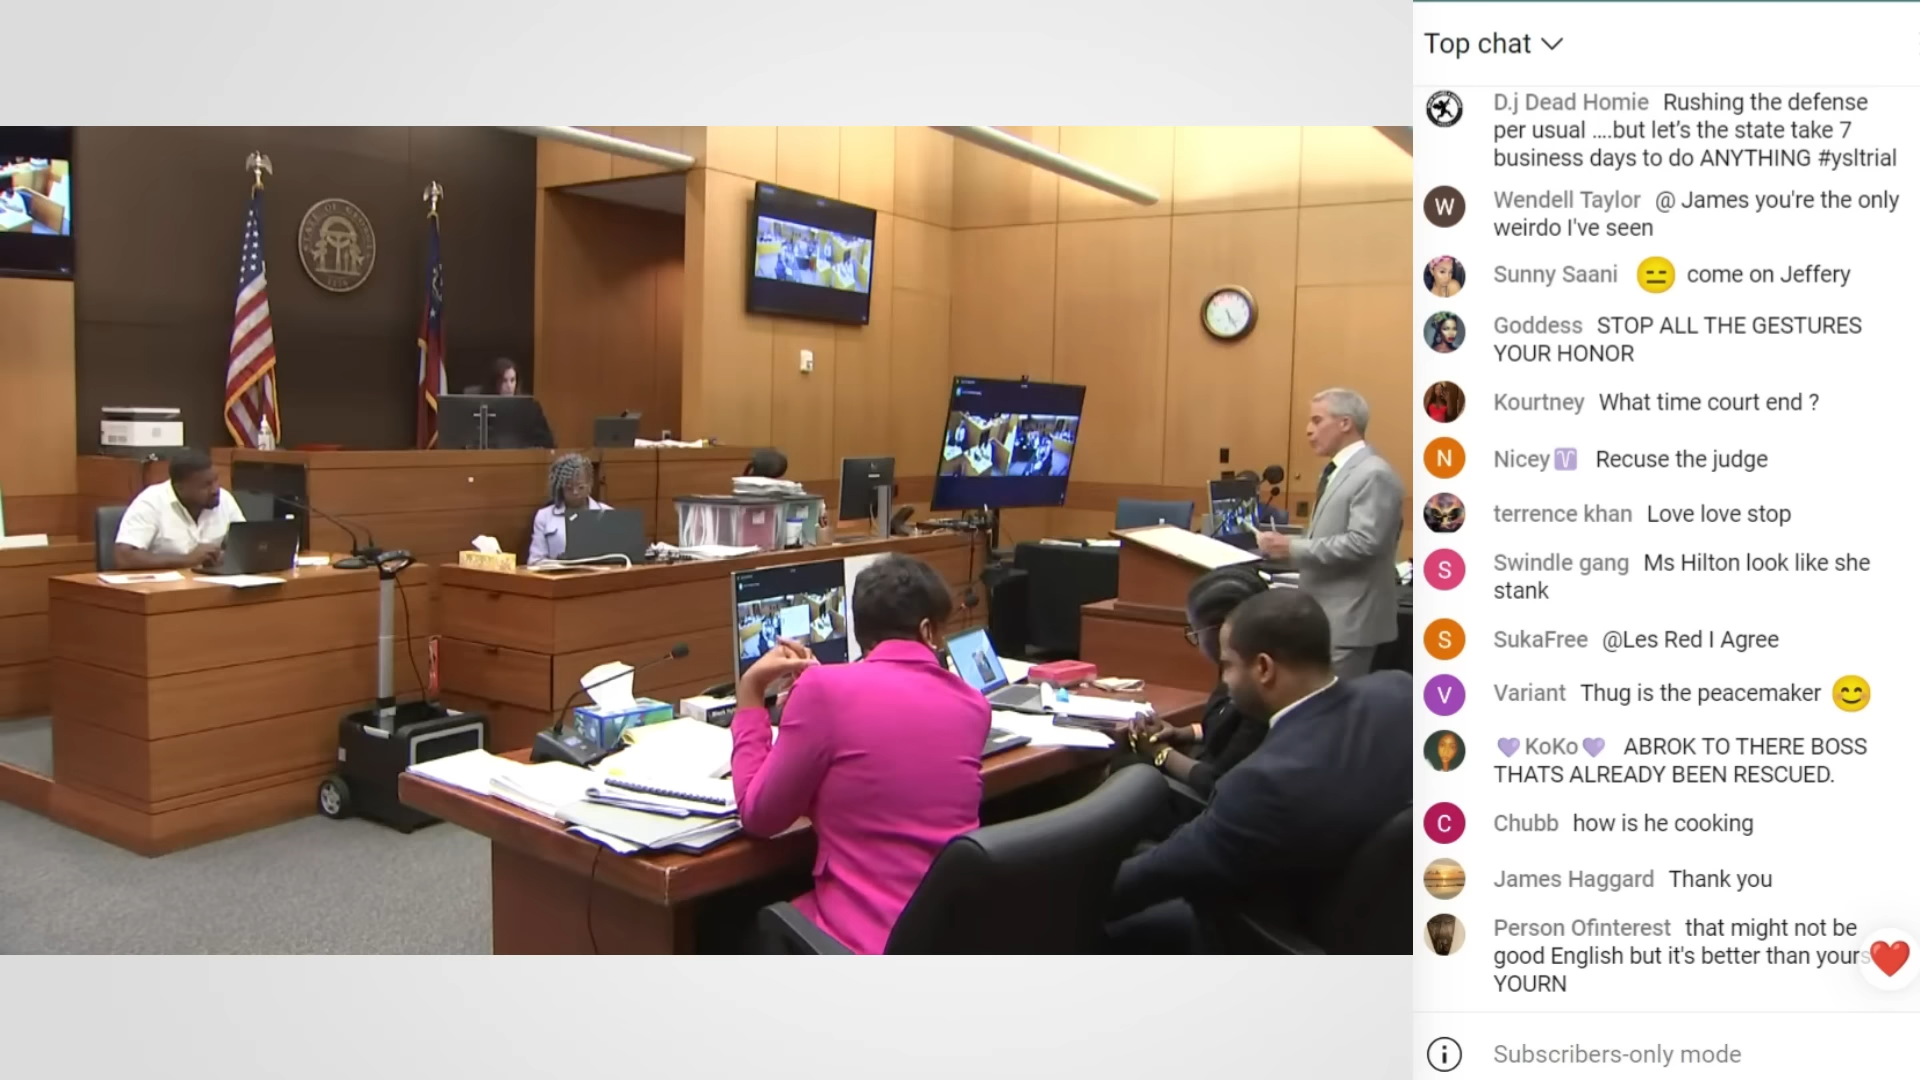 Top chat
D.j Dead Homie Rushing the defense
per usual ....but let's the state take 7
business days to do ANYTHING #ysltrial
W
Wendell Taylor @ James you're the only
weirdo I've seen
Sunny Saani 😑 come on Jeffery
Goddess STOP ALL THE GESTURES
YOUR HONOR
Kourtney What time court end ?
N
Nicey V Recuse the judge
terrence khan Love love stop
S
Swindle gang Ms Hilton look like she
stank
S
SukaFree @Les Red I Agree
V
Variant Thug is the peacemaker 😊
💜KoKo💜 ABROK TO THERE BOSS
THATS ALREADY BEEN RESCUED.
C
Chubb how is he cooking
James Haggard Thank you
Person Ofinterest that might not be
good English but it's better than yours
YOURN
Subscribers-only mode